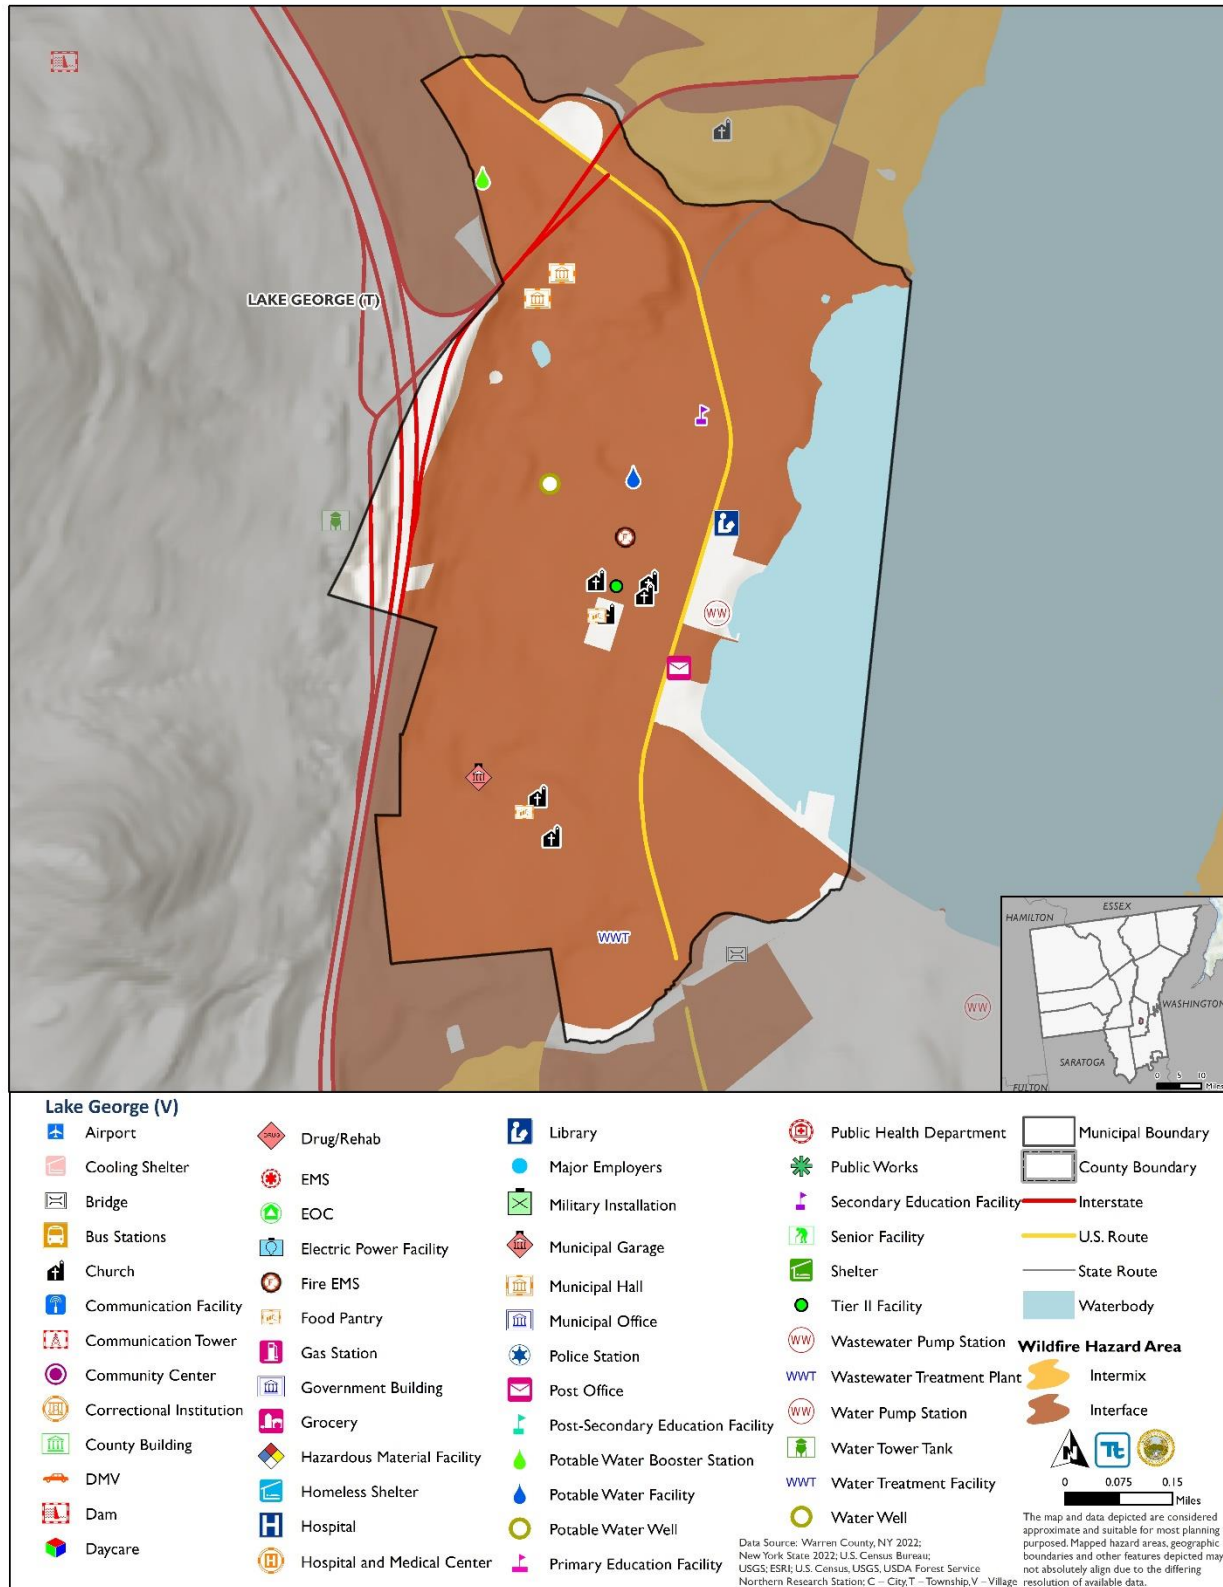 LAKE GEORGE (T)
F
WW
WWT
WW
HAMILTON
ESSEX
WASHINGTON
SARATOGA
FULTON
0 5 10
Miles
Lake George (V)
Airport
Cooling Shelter
Bridge
Bus Stations
Church
Communication Facility
Communication Tower
Community Center
Correctional Institution
County Building
DMV
Dam
Daycare
DRUG Drug/Rehab
EMS
EOC
Electric Power Facility
F Fire EMS
Food Pantry
Gas Station
Government Building
Grocery
Hazardous Material Facility
Homeless Shelter
H Hospital
H Hospital and Medical Center
Library
Major Employers
Military Installation
Municipal Garage
Municipal Hall
Municipal Office
Police Station
Post Office
Post-Secondary Education Facility
Potable Water Booster Station
Potable Water Facility
Potable Water Well
Primary Education Facility
Public Health Department
Public Works
Secondary Education Facility
Senior Facility
Shelter
Tier II Facility
WW Wastewater Pump Station
WWT Wastewater Treatment Plant
WW Water Pump Station
Water Tower Tank
WWT Water Treatment Facility
Water Well
Municipal Boundary
County Boundary
Interstate
U.S. Route
State Route
Waterbody
Wildfire Hazard Area
Intermix
Interface
N
Tt
0 0.075 0.15
Miles
Data Source: Warren County, NY 2022;
New York State 2022; U.S. Census Bureau;
USGS; ESRI; U.S. Census, USGS, USDA Forest Service
Northern Research Station; C – City, T – Township, V – Village
The map and data depicted are considered
approximate and suitable for most planning
purposed. Mapped hazard areas, geographic
boundaries and other features depicted may
not absolutely align due to the differing
resolution of available data.